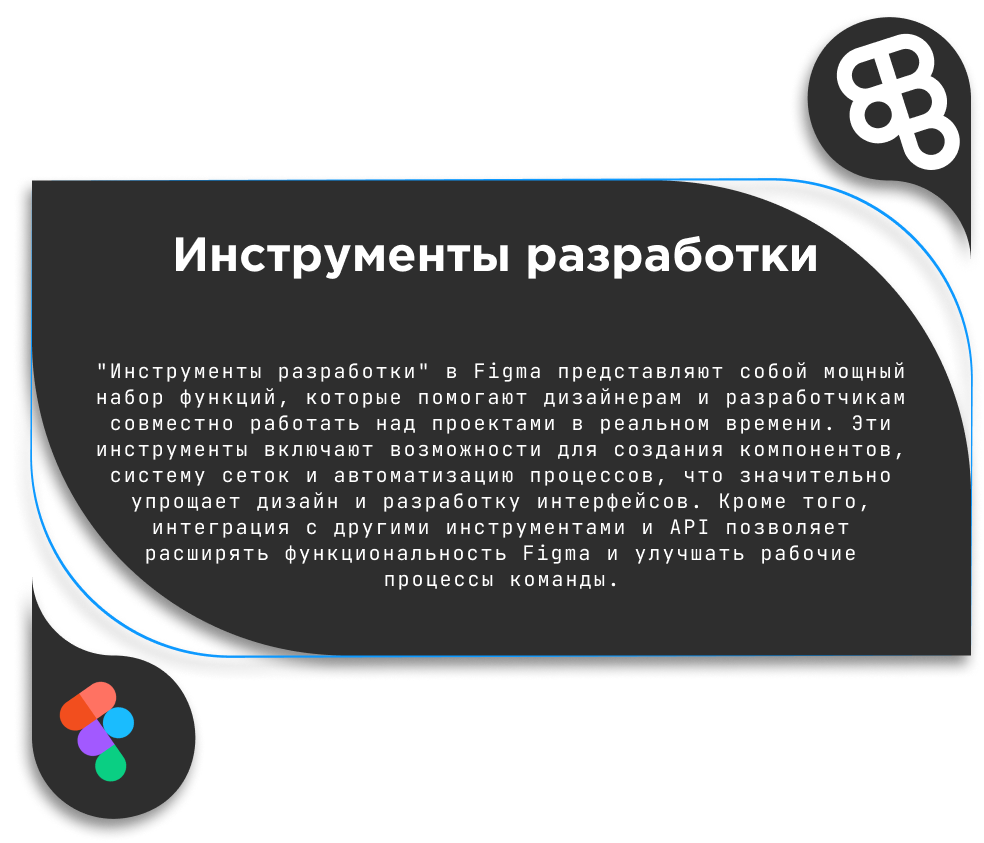 Инструменты разработки
"Инструменты разработки" в Figma представляют собой мощный
набор функций, которые помогают дизайнерам и разработчикам
совместно работать над проектами в реальном времени. Эти
инструменты включают возможности для создания компонентов,
систему сеток и автоматизацию процессов, что значительно
упрощает дизайн и разработку интерфейсов. Кроме того,
интеграция с другими инструментами и API позволяет
расширять функциональность Figma и улучшать рабочие
процессы команды.